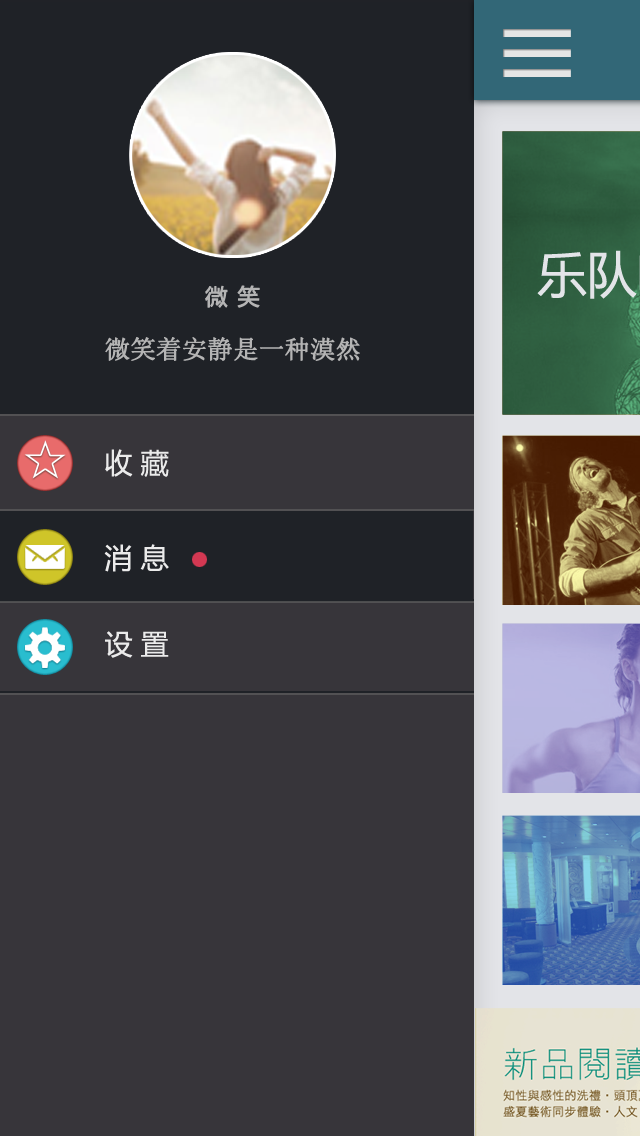 微笑
微笑着安静是一种漠然
收藏
消息
设置
乐队
新品閱讀
知性與感性的洗禮·頭頂
盛夏藝術同步體驗·人文